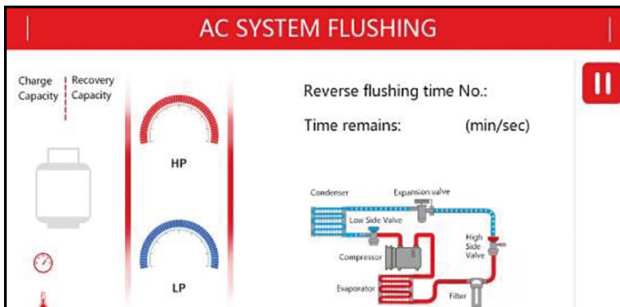 AC SYSTEM FLUSHING
Charge Capacity
Recovery Capacity
HP
LP
Reverse flushing time No.:
Time remains: (min/sec)
Condenser
Expansion valve
Low Side Valve
High Side Valve
Compressor
Evaporator
Filter